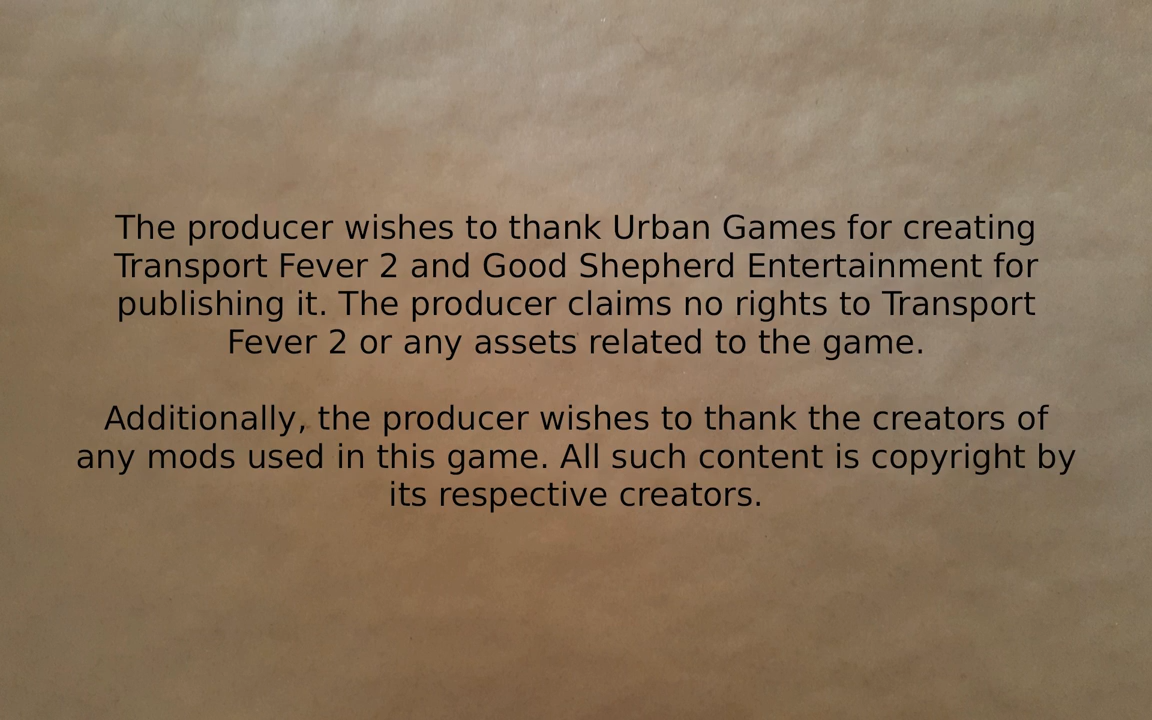 The producer wishes to thank Urban Games for creating
Transport Fever 2 and Good Shepherd Entertainment for
publishing it. The producer claims no rights to Transport
Fever 2 or any assets related to the game.
Additionally, the producer wishes to thank the creators of
any mods used in this game. All such content is copyright by
its respective creators.